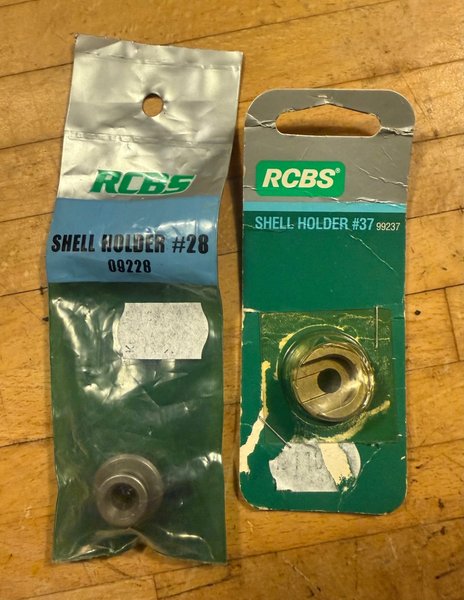 RCBS
SHELL HOLDER #28
09228
RCBS®
SHELL HOLDER #37 99237